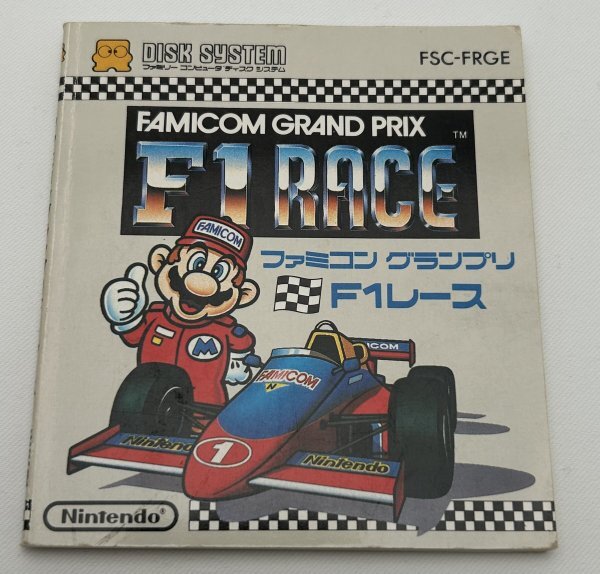 DISK SYSTEM
ファミリー コンピュータ ディスク システム
FSC-FRGE
FAMICOM GRAND PRIX
F1 RACE
TM
FAMICOM
ファミコン グランプリ
F1レース
M
FAMICOM
FAMICOM
N
Nintendo
1
Nintendo
Nintendo®